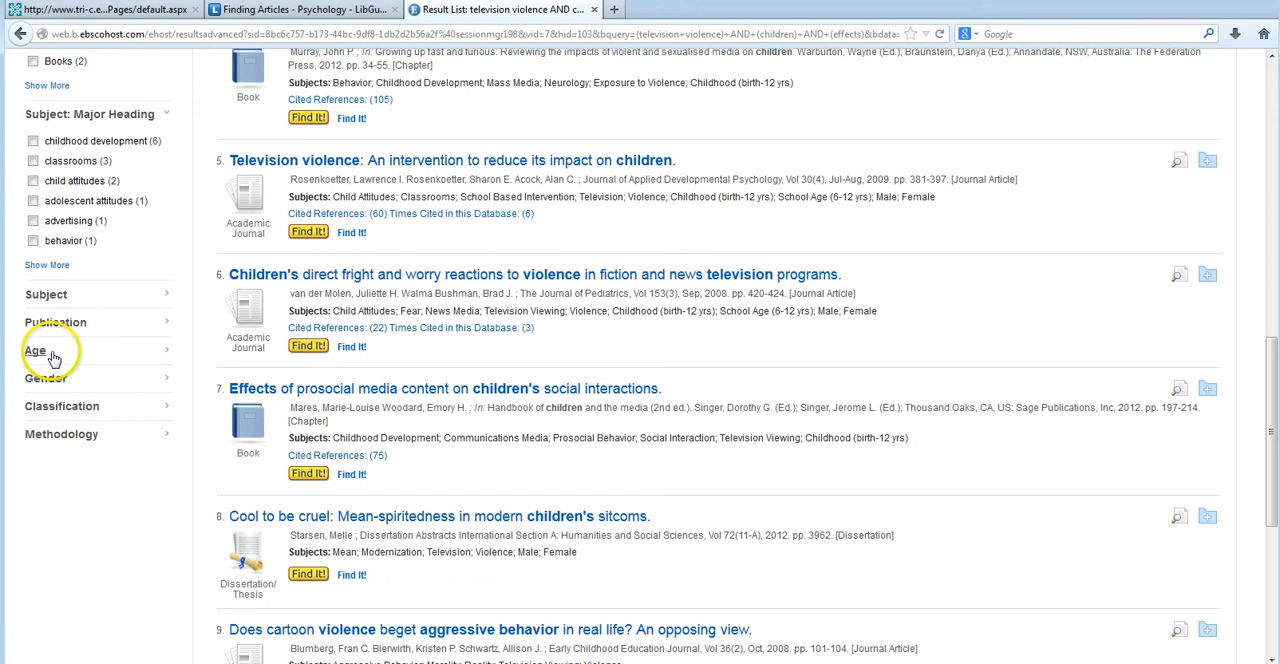 http://www.tri-c.e...Pages/default.aspx
Finding Articles - Psychology - LibGu...
Result List: television violence AND c...
web.b.ebscohost.com/ehost/resultsadvanced?sid=8bc6c757-b173-44bc-9df8-1db2d2b56a2f%40sessionmgr198&vid=7&hid=103&bquery=(television+violence)+AND+(children)+AND+(effects)&bdata=
Google
Books (2)
Show More
Subject: Major Heading
childhood development (6)
classrooms (3)
child attitudes (2)
adolescent attitudes (1)
advertising (1)
behavior (1)
Show More
Subject
Publication
Age
Gender
Classification
Methodology
Murray, John P. ; In: Growing up fast and furious: Reviewing the impacts of violent and sexualised media on children. Warburton, Wayne (Ed.); Braunstein, Danya (Ed.); Annandale, NSW, Australia: The Federation
Press, 2012. pp. 34-55. [Chapter]
Book
Subjects: Behavior; Childhood Development; Mass Media; Neurology; Exposure to Violence; Childhood (birth-12 yrs)
Cited References: (105)
Find It! Find It!
5. Television violence: An intervention to reduce its impact on children.
Rosenkoetter, Lawrence I. Rosenkoetter, Sharon E. Acock, Alan C. ; Journal of Applied Developmental Psychology, Vol 30(4), Jul-Aug, 2009. pp. 381-397. [Journal Article]
Academic
Journal
Subjects: Child Attitudes; Classrooms; School Based Intervention; Television; Violence; Childhood (birth-12 yrs); School Age (6-12 yrs); Male; Female
Cited References: (60) Times Cited in this Database: (6)
Find It! Find It!
6. Children's direct fright and worry reactions to violence in fiction and news television programs.
van der Molen, Juliette H. Walma Bushman, Brad J. ; The Journal of Pediatrics, Vol 153(3), Sep, 2008. pp. 420-424. [Journal Article]
Academic
Journal
Subjects: Child Attitudes; Fear; News Media; Television Viewing; Violence; Childhood (birth-12 yrs); School Age (6-12 yrs); Male; Female
Cited References: (22) Times Cited in this Database: (3)
Find It! Find It!
7. Effects of prosocial media content on children's social interactions.
Mares, Marie-Louise Woodard, Emory H. ; In: Handbook of children and the media (2nd ed.). Singer, Dorothy G. (Ed.); Singer, Jerome L. (Ed.); Thousand Oaks, CA, US: Sage Publications, Inc, 2012. pp. 197-214.
[Chapter]
Book
Subjects: Childhood Development; Communications Media; Prosocial Behavior; Social Interaction; Television Viewing; Childhood (birth-12 yrs)
Cited References: (75)
Find It! Find It!
8. Cool to be cruel: Mean-spiritedness in modern children's sitcoms.
Starsen, Melle ; Dissertation Abstracts International Section A: Humanities and Social Sciences, Vol 72(11-A), 2012. pp. 3962. [Dissertation]
Dissertation/
Thesis
Subjects: Mean; Modernization; Television; Violence; Male; Female
Find It! Find It!
9. Does cartoon violence beget aggressive behavior in real life? An opposing view.
Blumberg, Fran C. Bierwirth, Kristen P. Schwartz, Allison J. ; Early Childhood Education Journal, Vol 36(2), Oct, 2008. pp. 101-104. [Journal Article]
Subjects: Aggressive Behavior; Morality; Reality; Television Viewing; Violence